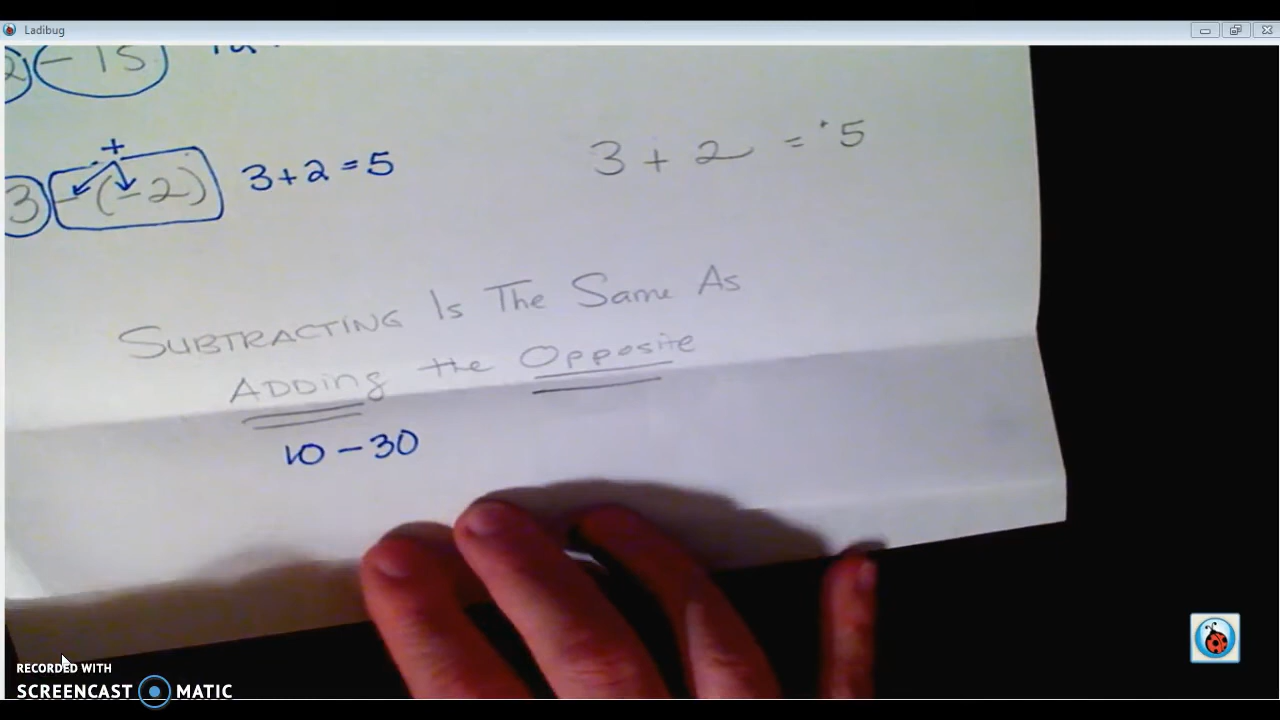 Ladibug
2 - 15
+
3 - (-2) 3+2=5
3 + 2 = +5
SUBTRACTING Is The Same As
ADDing the Opposite
10-30
RECORDED WITH
SCREENCAST MATIC